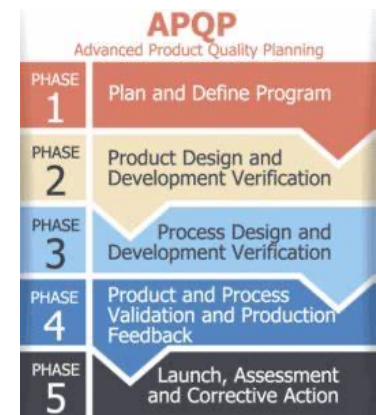 APQP
Advanced Product Quality Planning
PHASE
1
Plan and Define Program
PHASE
2
Product Design and
Development Verification
PHASE
3
Process Design and
Development Verification
PHASE
4
Product and Process
Validation and Production
Feedback
PHASE
5
Launch, Assessment
and Corrective Action